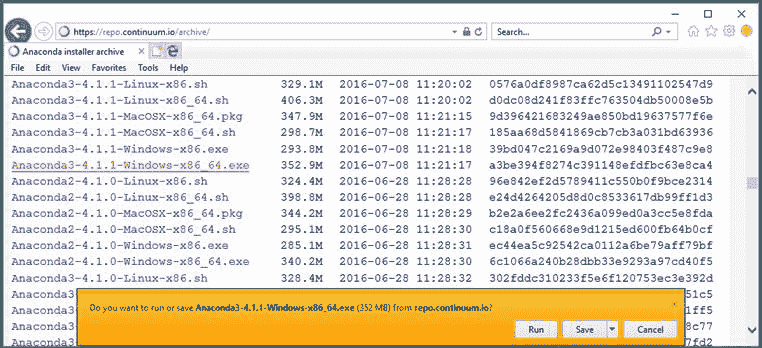 https://repo.continuum.io/archive/
Search...
Anaconda installer archive
File Edit View Favorites Tools Help
Anaconda3-4.1.1-Linux-x86.sh 329.1M 2016-07-08 11:20:02 0576a0df8987ca62d5c13491102547d9
Anaconda3-4.1.1-Linux-x86_64.sh 406.3M 2016-07-08 11:20:02 d0dc08d241f83ffc763504db50008e5b
Anaconda3-4.1.1-MacOSX-x86_64.pkg 347.9M 2016-07-08 11:21:15 9d396421683249ae850bd19637577f6e
Anaconda3-4.1.1-MacOSX-x86_64.sh 298.7M 2016-07-08 11:21:17 185aa68d5841869cb7cb3a031bd63936
Anaconda3-4.1.1-Windows-x86.exe 293.8M 2016-07-08 11:21:18 39bd047c2169a9d072e98403f487c9e8
Anaconda3-4.1.1-Windows-x86_64.exe 352.9M 2016-07-08 11:21:17 a3be394f8274c391148efdfbc63e8ca4
Anaconda2-4.1.0-Linux-x86.sh 324.4M 2016-06-28 11:28:28 96e842ef2d5789411c550b0f9bce2314
Anaconda2-4.1.0-Linux-x86_64.sh 398.8M 2016-06-28 11:28:28 e24d4264205d8d0c8533617db99ff1d3
Anaconda2-4.1.0-MacOSX-x86_64.pkg 344.2M 2016-06-28 11:28:29 b2e2a6ee2fc2436a099ed0a3cc5e8fda
Anaconda2-4.1.0-MacOSX-x86_64.sh 295.1M 2016-06-28 11:28:30 c18a0f560668e9d1215ed600fb64b0cf
Anaconda2-4.1.0-Windows-x86.exe 285.1M 2016-06-28 11:28:31 ec44ea5c92542ca0112a6be79aff79bf
Anaconda2-4.1.0-Windows-x86_64.exe 340.2M 2016-06-28 11:28:30 6c1066a240b28dbb33e9293a97cd40f5
Anaconda3-4.1.0-Linux-x86.sh 328.4M 2016-06-28 11:28:32 302fddc310233f5e6f120753ec3e392d
Do you want to run or save Anaconda3-4.1.1-Windows-x86_64.exe (352 MB) from repo.continuum.io?
Run Save Cancel